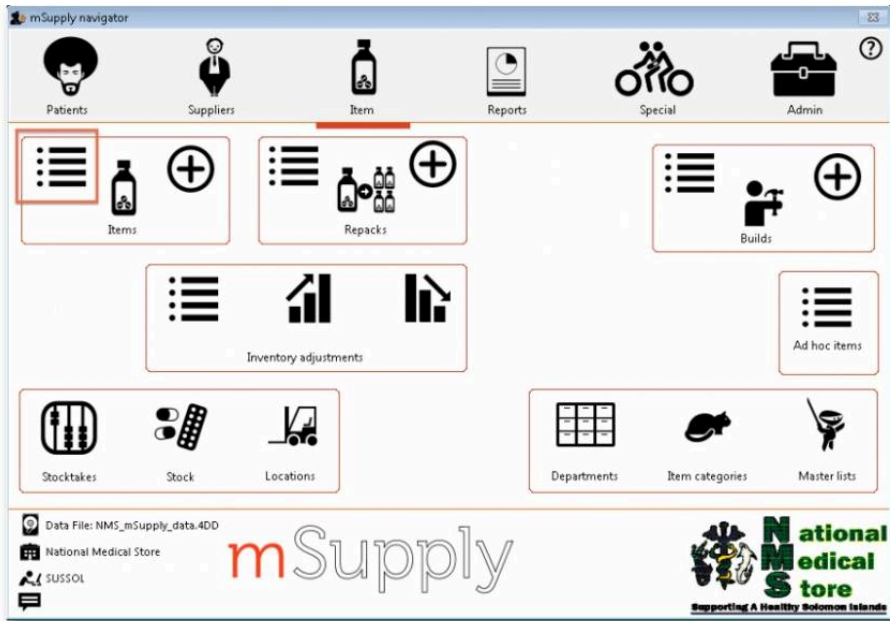 mSupply navigator
Patients
Suppliers
Item
Reports
Special
Admin
?
Items
Repacks
Builds
Inventory adjustments
Ad hoc items
Stocktakes
Stock
Locations
Departments
Item categories
Master lists
Data File: NMS_mSupply_data.4DD
National Medical Store
SUSSOL
mSupply
National
Medical
Store
Supporting A Healthy Solomon Islands